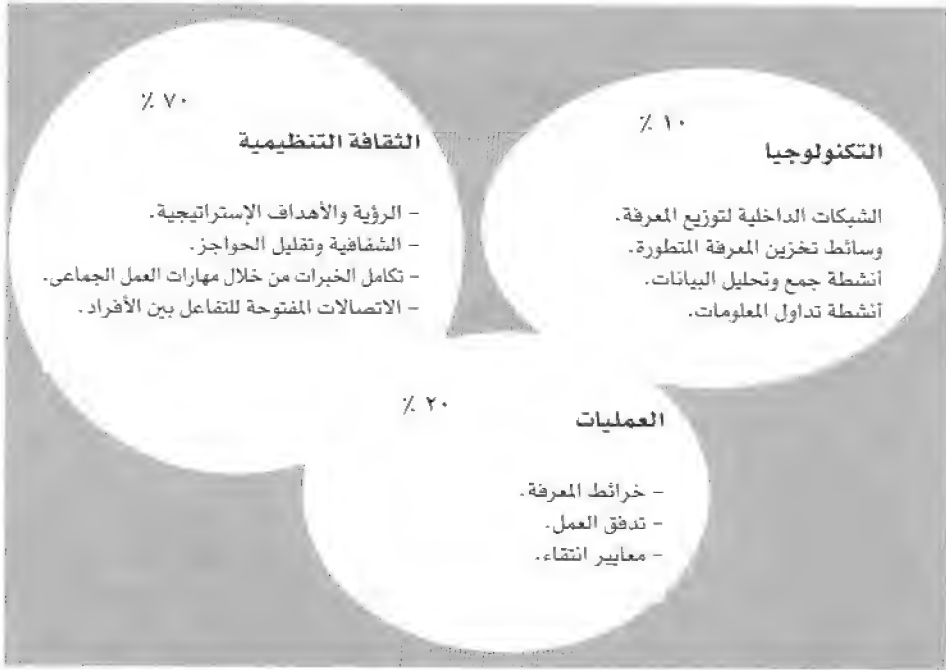 ٪ ١٠
التكنولوجيا
الشبكات الداخلية لتوزيع المعرفة.
وسائط تخزين المعرفة المتطورة.
أنشطة جمع وتحليل البيانات.
أنشطة تداول المعلومات.
٪ ٧٠
الثقافة التنظيمية
- الرؤية والأهداف الإستراتيجية.
- الشفافية وتقليل الحواجز.
- تكامل الخبرات من خلال مهارات العمل الجماعى.
- الاتصالات المفتوحة للتفاعل بين الأفراد.
٪ ٢٠
العمليات
- خرائط المعرفة.
- تدفق العمل.
- معايير انتقاء.